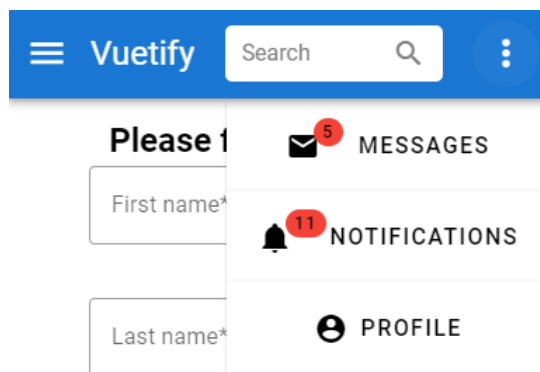 Vuetify
Search
Please f
5
MESSAGES
First name*
11
NOTIFICATIONS
Last name*
PROFILE